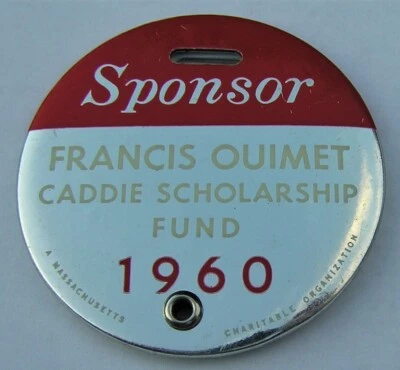 Sponsor
FRANCIS OUIMET
CADDIE SCHOLARSHIP
FUND
1960
A MASSACHUSETTS
CHARITABLE ORGANIZATION